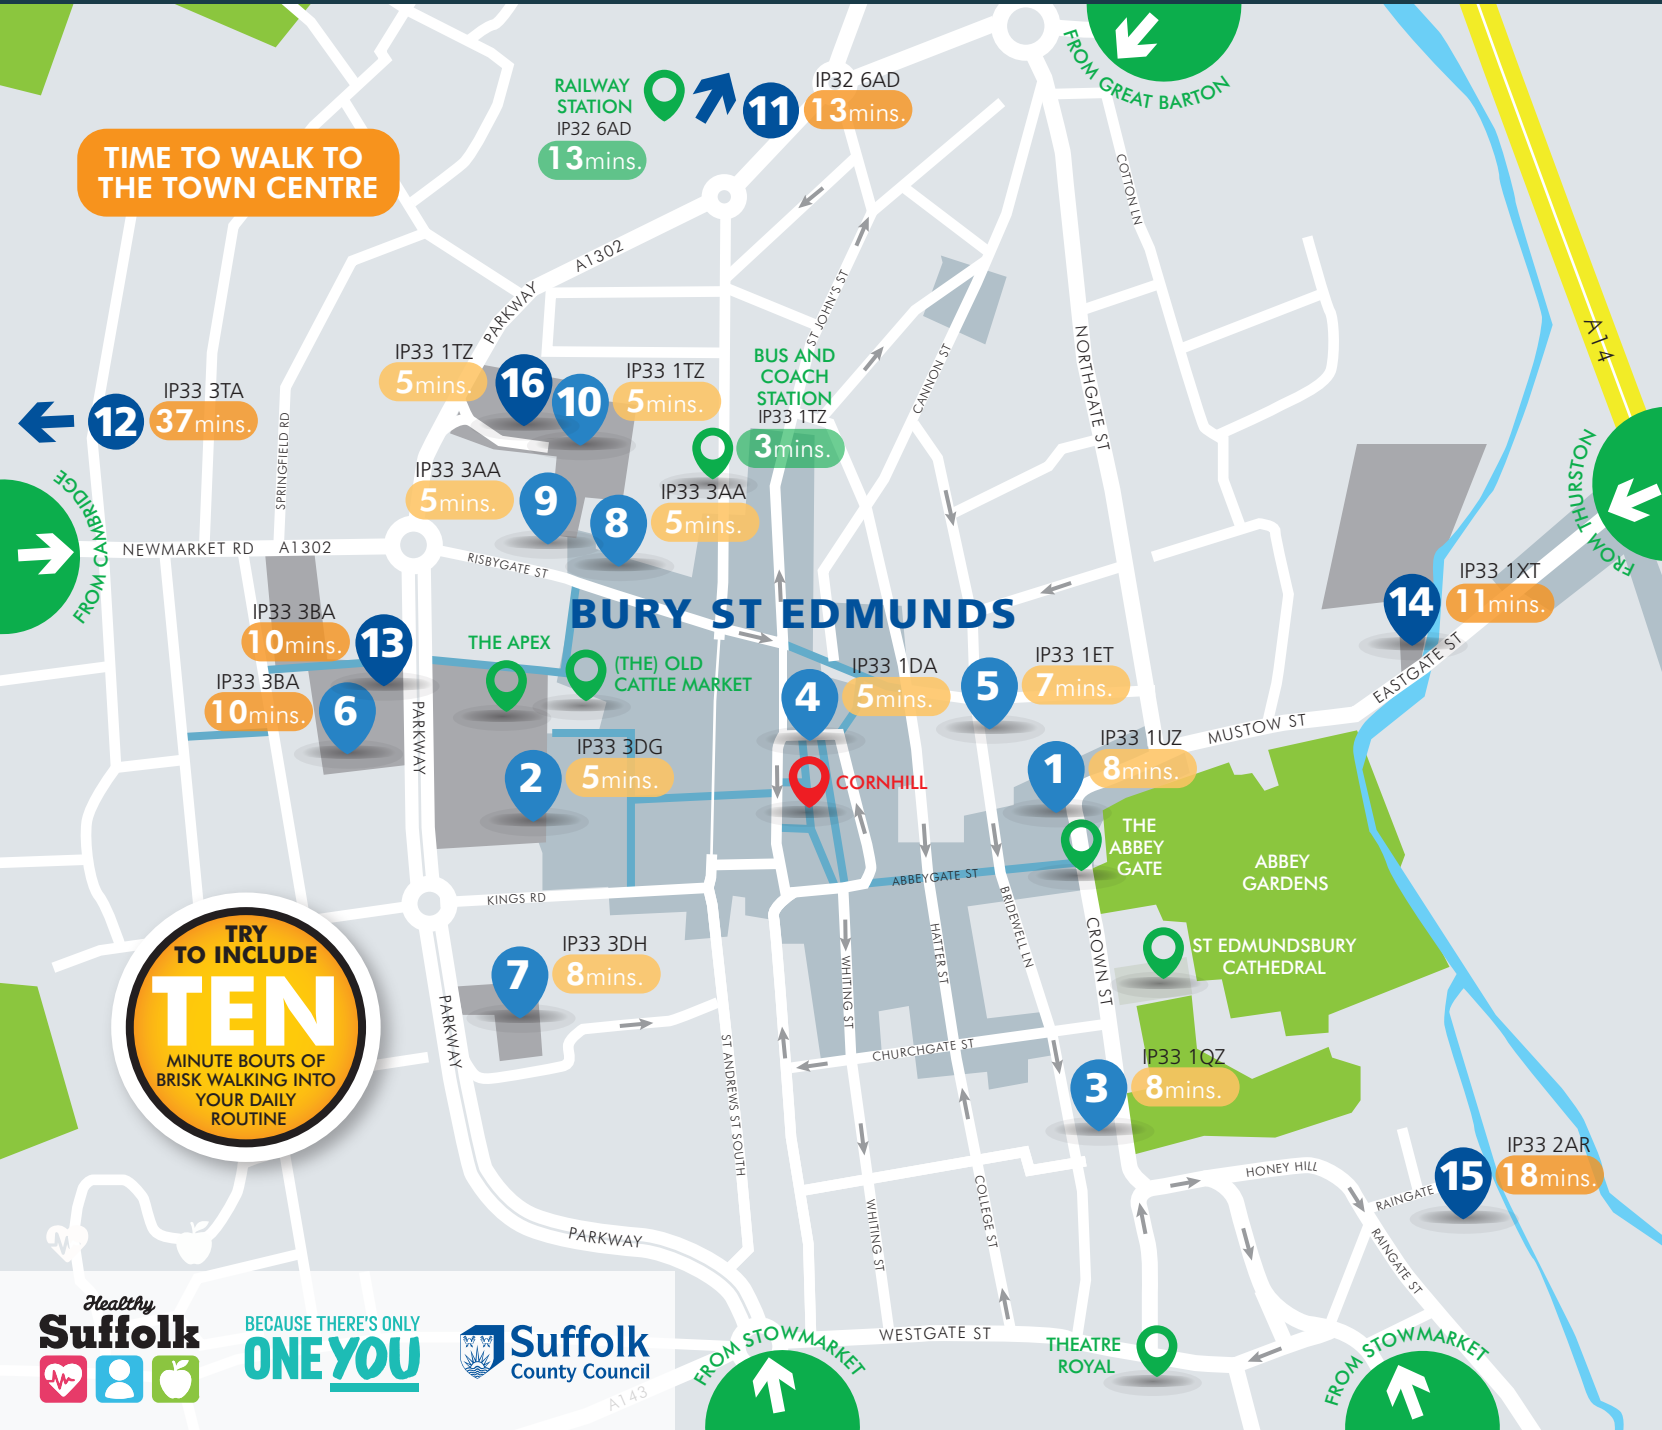 FROM GREAT BARTON
RAILWAY
STATION
IP32 6AD
13mins.
11
IP32 6AD
13mins.
TIME TO WALK TO
THE TOWN CENTRE
COTTON LN
A1302
PARKWAY
ST JOHN'S ST
CANNON ST
NORTHGATE ST
A14
IP33 1TZ
5mins.
16
10
IP33 1TZ
5mins.
BUS AND
COACH
STATION
IP33 1TZ
3mins.
12
IP33 3TA
37mins.
SPRINGFIELD RD
FROM CAMBRIDGE
FROM THURSTON
IP33 3AA
5mins.
9
8
IP33 3AA
5mins.
NEWMARKET RD
A1302
RISBYGATE ST
BURY ST EDMUNDS
14
IP33 1XT
11mins.
EASTGATE ST
MUSTOW ST
IP33 3BA
10mins.
13
IP33 3BA
10mins.
6
PARKWAY
THE APEX
(THE) OLD
CATTLE MARKET
4
IP33 1DA
5mins.
5
IP33 1ET
7mins.
2
IP33 3DG
5mins.
CORNHILL
1
IP33 1UZ
8mins.
THE
ABBEY
GATE
ABBEY
GARDENS
ABBEYGATE ST
KINGS RD
BRIDEWELL LN
HATTER ST
CROWN ST
WHITING ST
ST EDMUNDSBURY
CATHEDRAL
7
IP33 3DH
8mins.
PARKWAY
ST ANDREWS ST SOUTH
CHURCHGATE ST
3
IP33 1QZ
8mins.
TRY
TO INCLUDE
TEN
MINUTE BOUTS OF
BRISK WALKING INTO
YOUR DAILY
ROUTINE
15
IP33 2AR
18mins.
HONEY HILL
RAINGATE
RAINGATE ST
COLLEGE ST
WHITING ST
PARKWAY
WESTGATE ST
THEATRE
ROYAL
FROM STOWMARKET
FROM STOWMARKET
A143
Healthy
Suffolk
BECAUSE THERE'S ONLY
ONE YOU
Suffolk
County Council